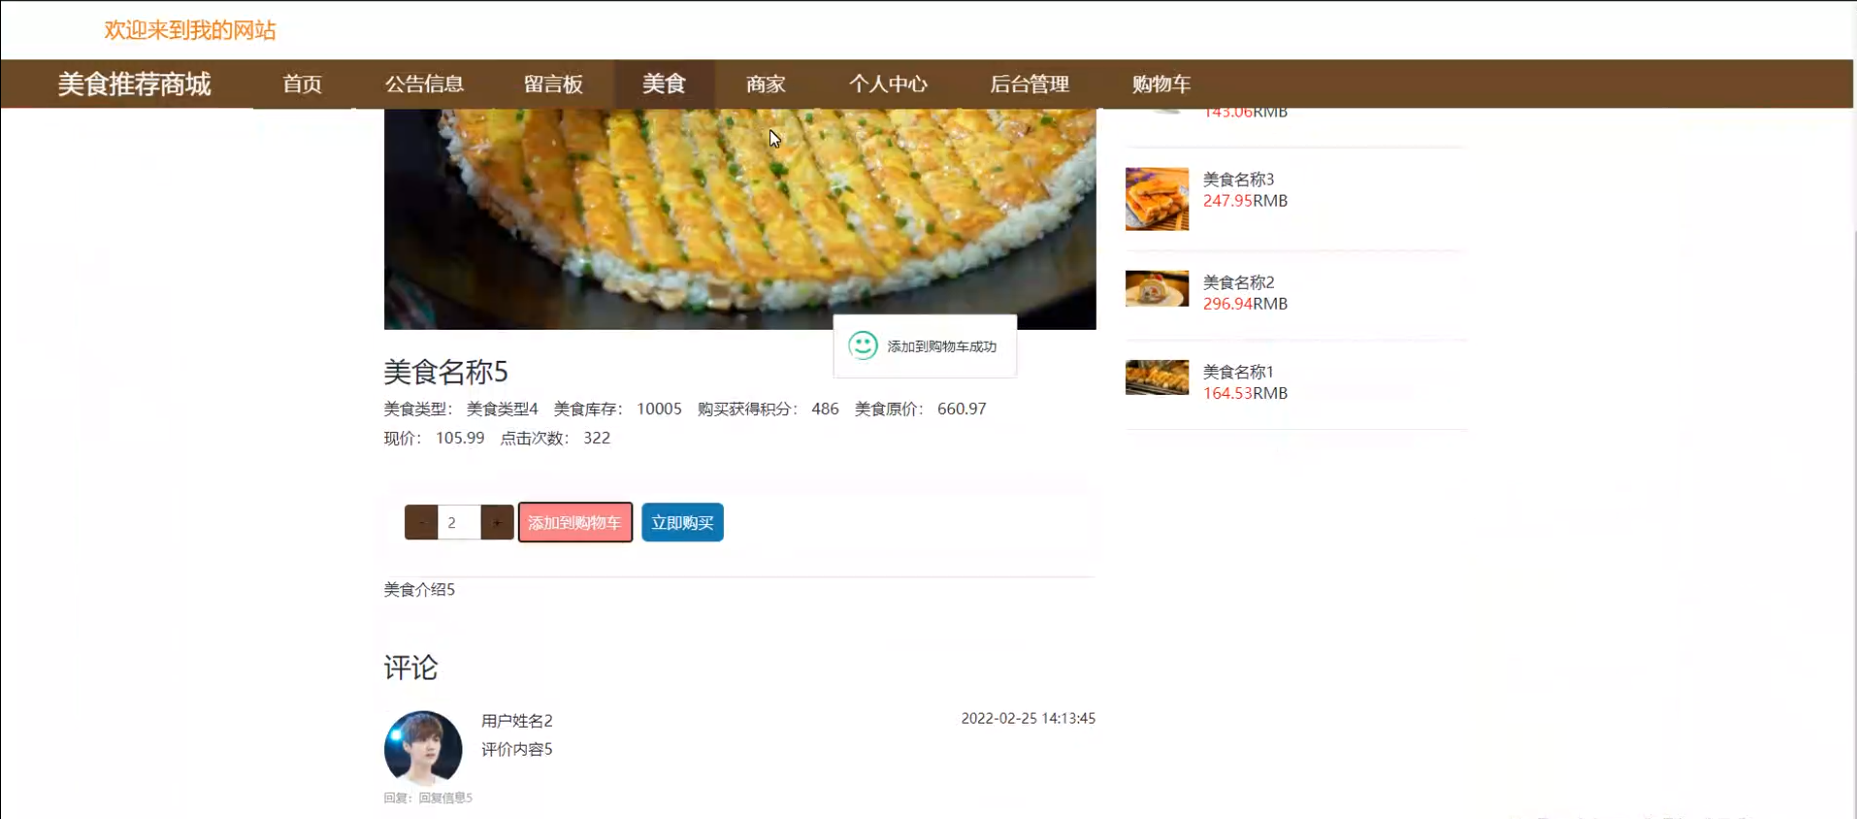 欢迎来到我的网站
美食推荐商城 首页 公告信息 留言板 美食 商家 个人中心 后台管理 购物车
143.06RMB
美食名称3
247.95RMB
美食名称2
296.94RMB
美食名称1
164.53RMB
添加到购物车成功
美食名称5
美食类型： 美食类型4 美食库存： 10005 购买获得积分： 486 美食原价： 660.97
现价： 105.99 点击次数： 322
- 2 + 添加到购物车 立即购买
美食介绍5
评论
用户姓名2 2022-02-25 14:13:45
评价内容5
回复：回复信息5